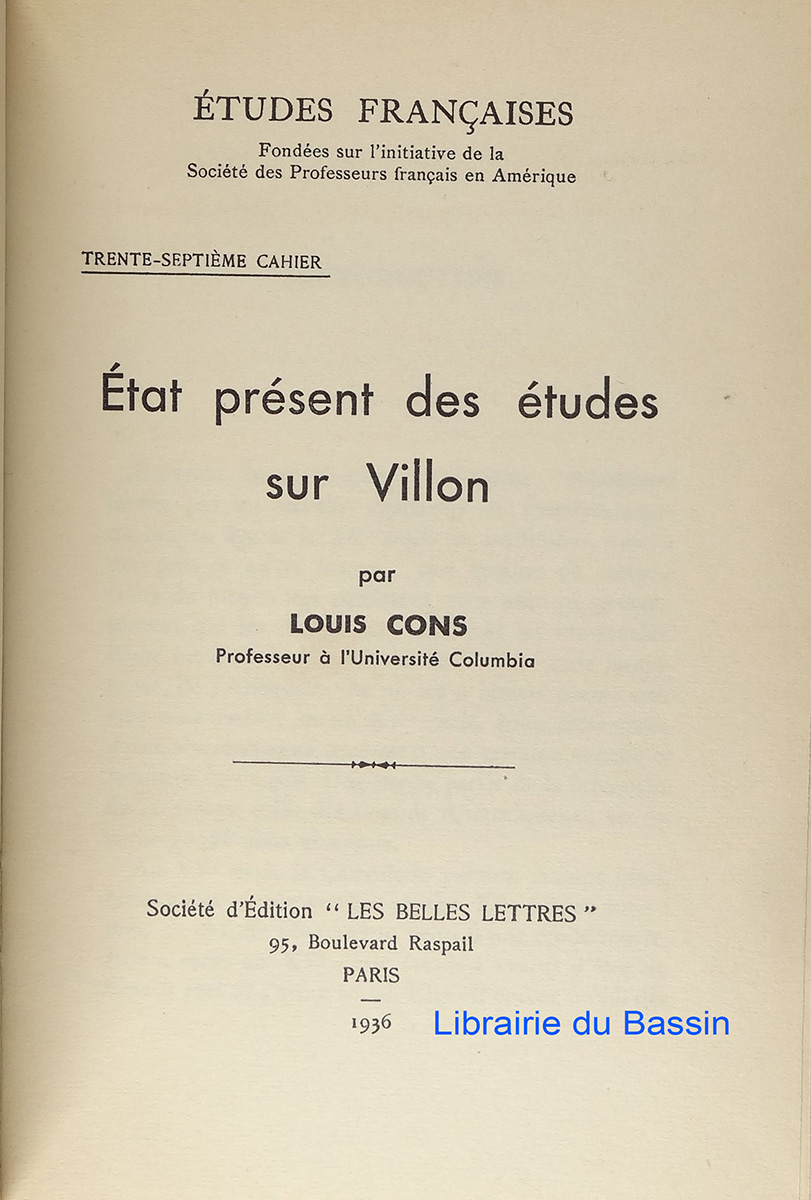 ÉTUDES FRANÇAISES
Fondées sur l'initiative de la
Société des Professeurs français en Amérique
TRENTE-SEPTIÈME CAHIER
État présent des études
sur Villon
par
LOUIS CONS
Professeur à l'Université Columbia
Société d'Édition “ LES BELLES LETTRES ”
95, Boulevard Raspail
PARIS
1936
Librairie du Bassin